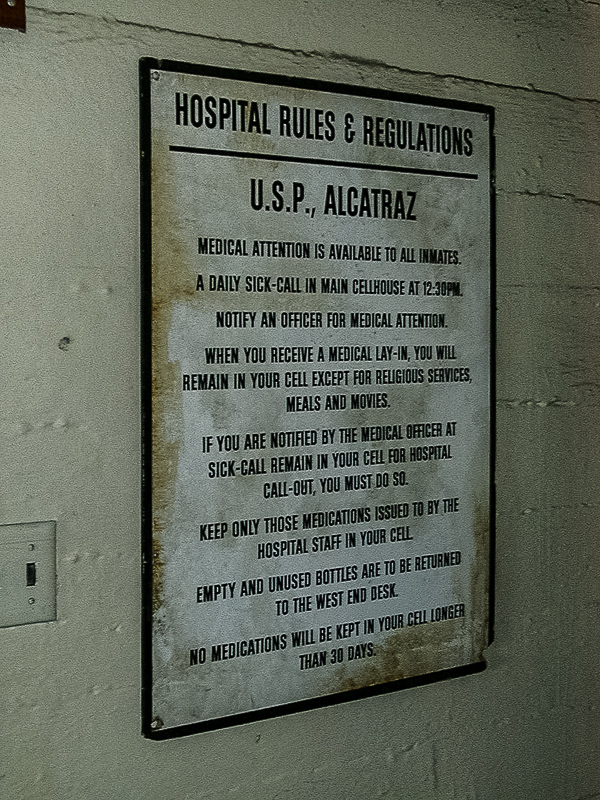 HOSPITAL RULES & REGULATIONS
U.S.P., ALCATRAZ
MEDICAL ATTENTION IS AVAILABLE TO ALL INMATES.
A DAILY SICK-CALL IN MAIN CELLHOUSE AT 12:30PM.
NOTIFY AN OFFICER FOR MEDICAL ATTENTION.
WHEN YOU RECEIVE A MEDICAL LAY-IN, YOU WILL
REMAIN IN YOUR CELL EXCEPT FOR RELIGIOUS SERVICES,
MEALS AND MOVIES.
IF YOU ARE NOTIFIED BY THE MEDICAL OFFICER AT
SICK-CALL REMAIN IN YOUR CELL FOR HOSPITAL
CALL-OUT, YOU MUST DO SO.
KEEP ONLY THOSE MEDICATIONS ISSUED TO BY THE
HOSPITAL STAFF IN YOUR CELL.
EMPTY AND UNUSED BOTTLES ARE TO BE RETURNED
TO THE WEST END DESK.
NO MEDICATIONS WILL BE KEPT IN YOUR CELL LONGER
THAN 30 DAYS.